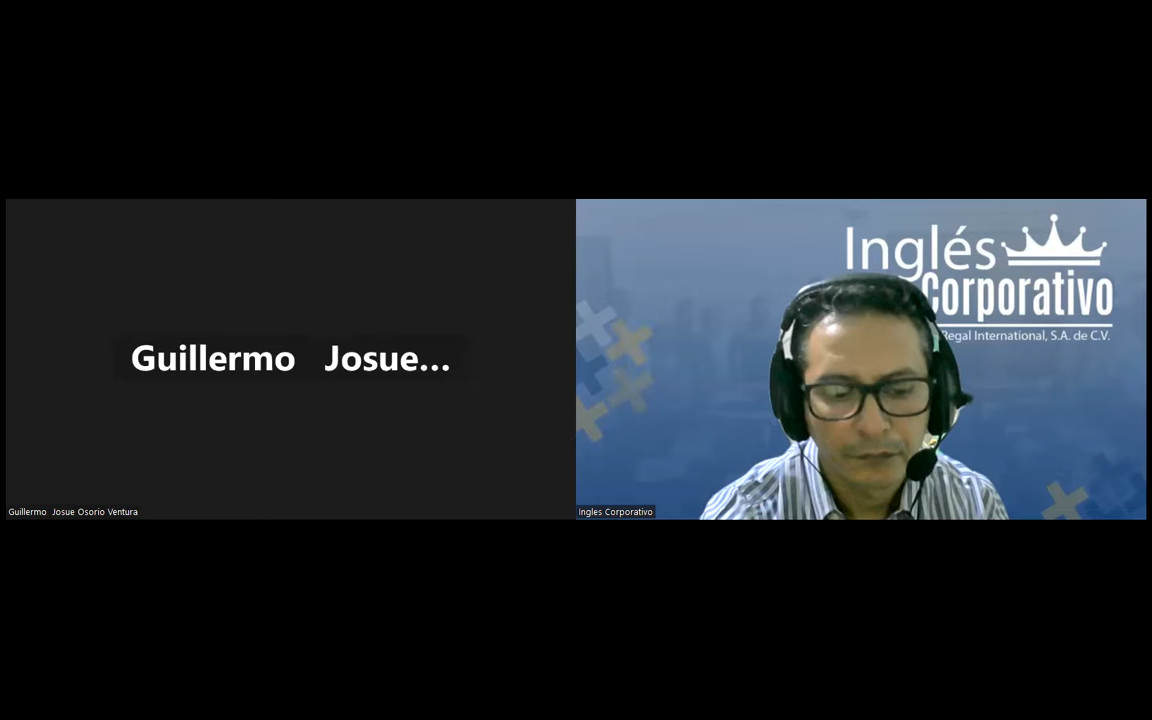 Guillermo Josue...
Guillermo Josue Osorio Ventura
Inglés
Corporativo
Regal International, S.A. de C.V.
Ingles Corporativo